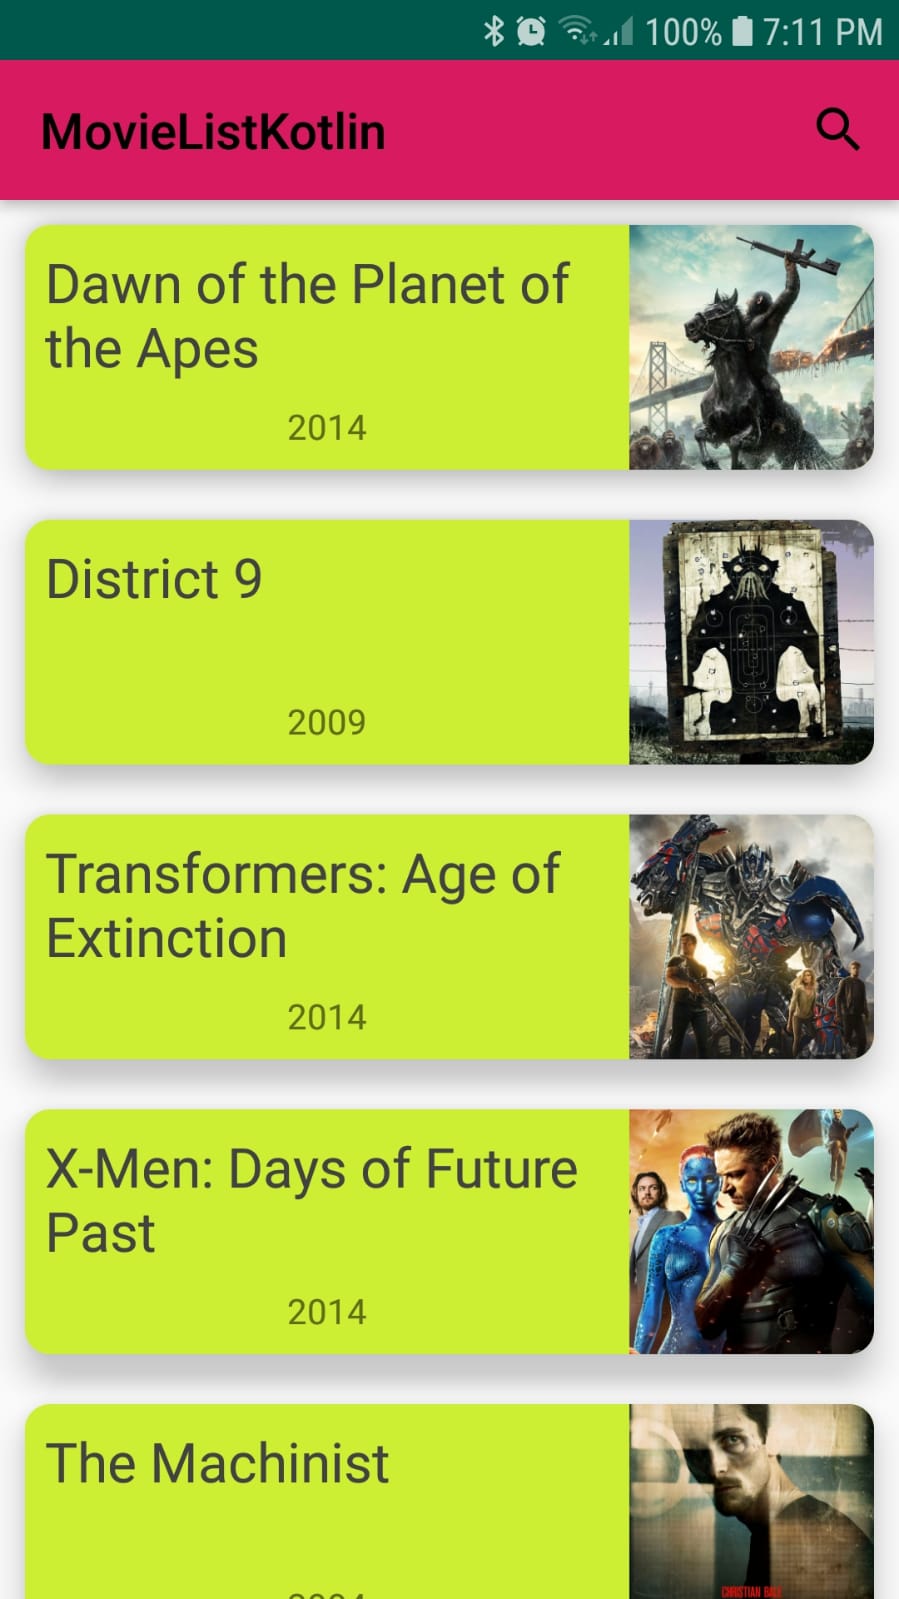 100% 7:11 PM
MovieListKotlin
Dawn of the Planet of
the Apes
2014
District 9
2009
Transformers: Age of
Extinction
2014
X-Men: Days of Future
Past
2014
The Machinist
CHRISTIAN BALE